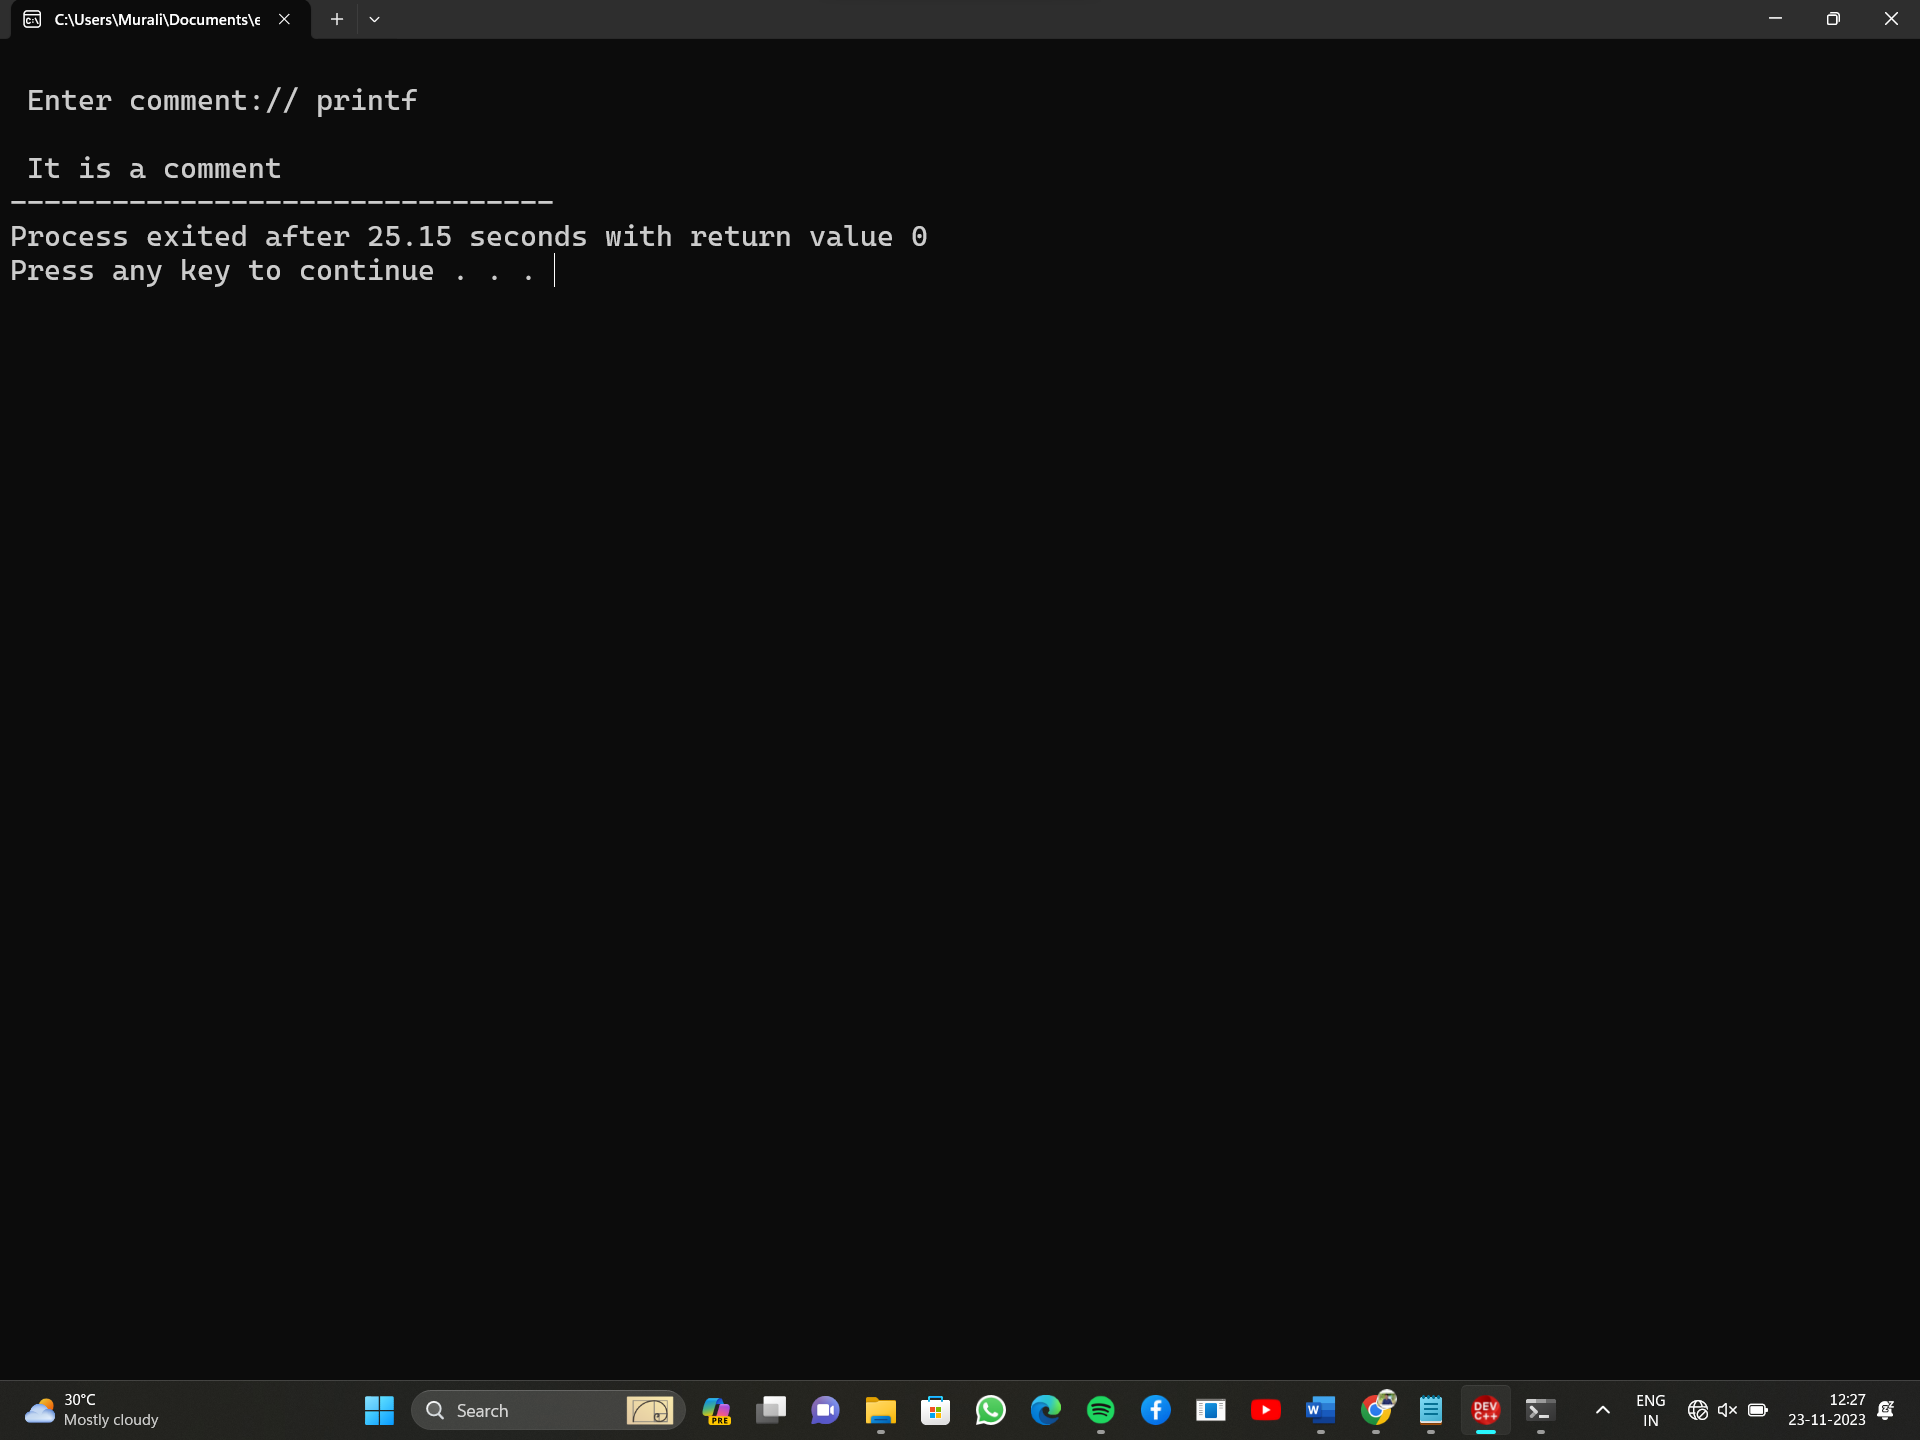 C:\Users\Murali\Documents\e
Enter comment:// printf
It is a comment
--------------------------------
Process exited after 25.15 seconds with return value 0
Press any key to continue . . .
30°C
Mostly cloudy
Search
PRE
W
DEV
C++
ENG
IN
12:27
23-11-2023